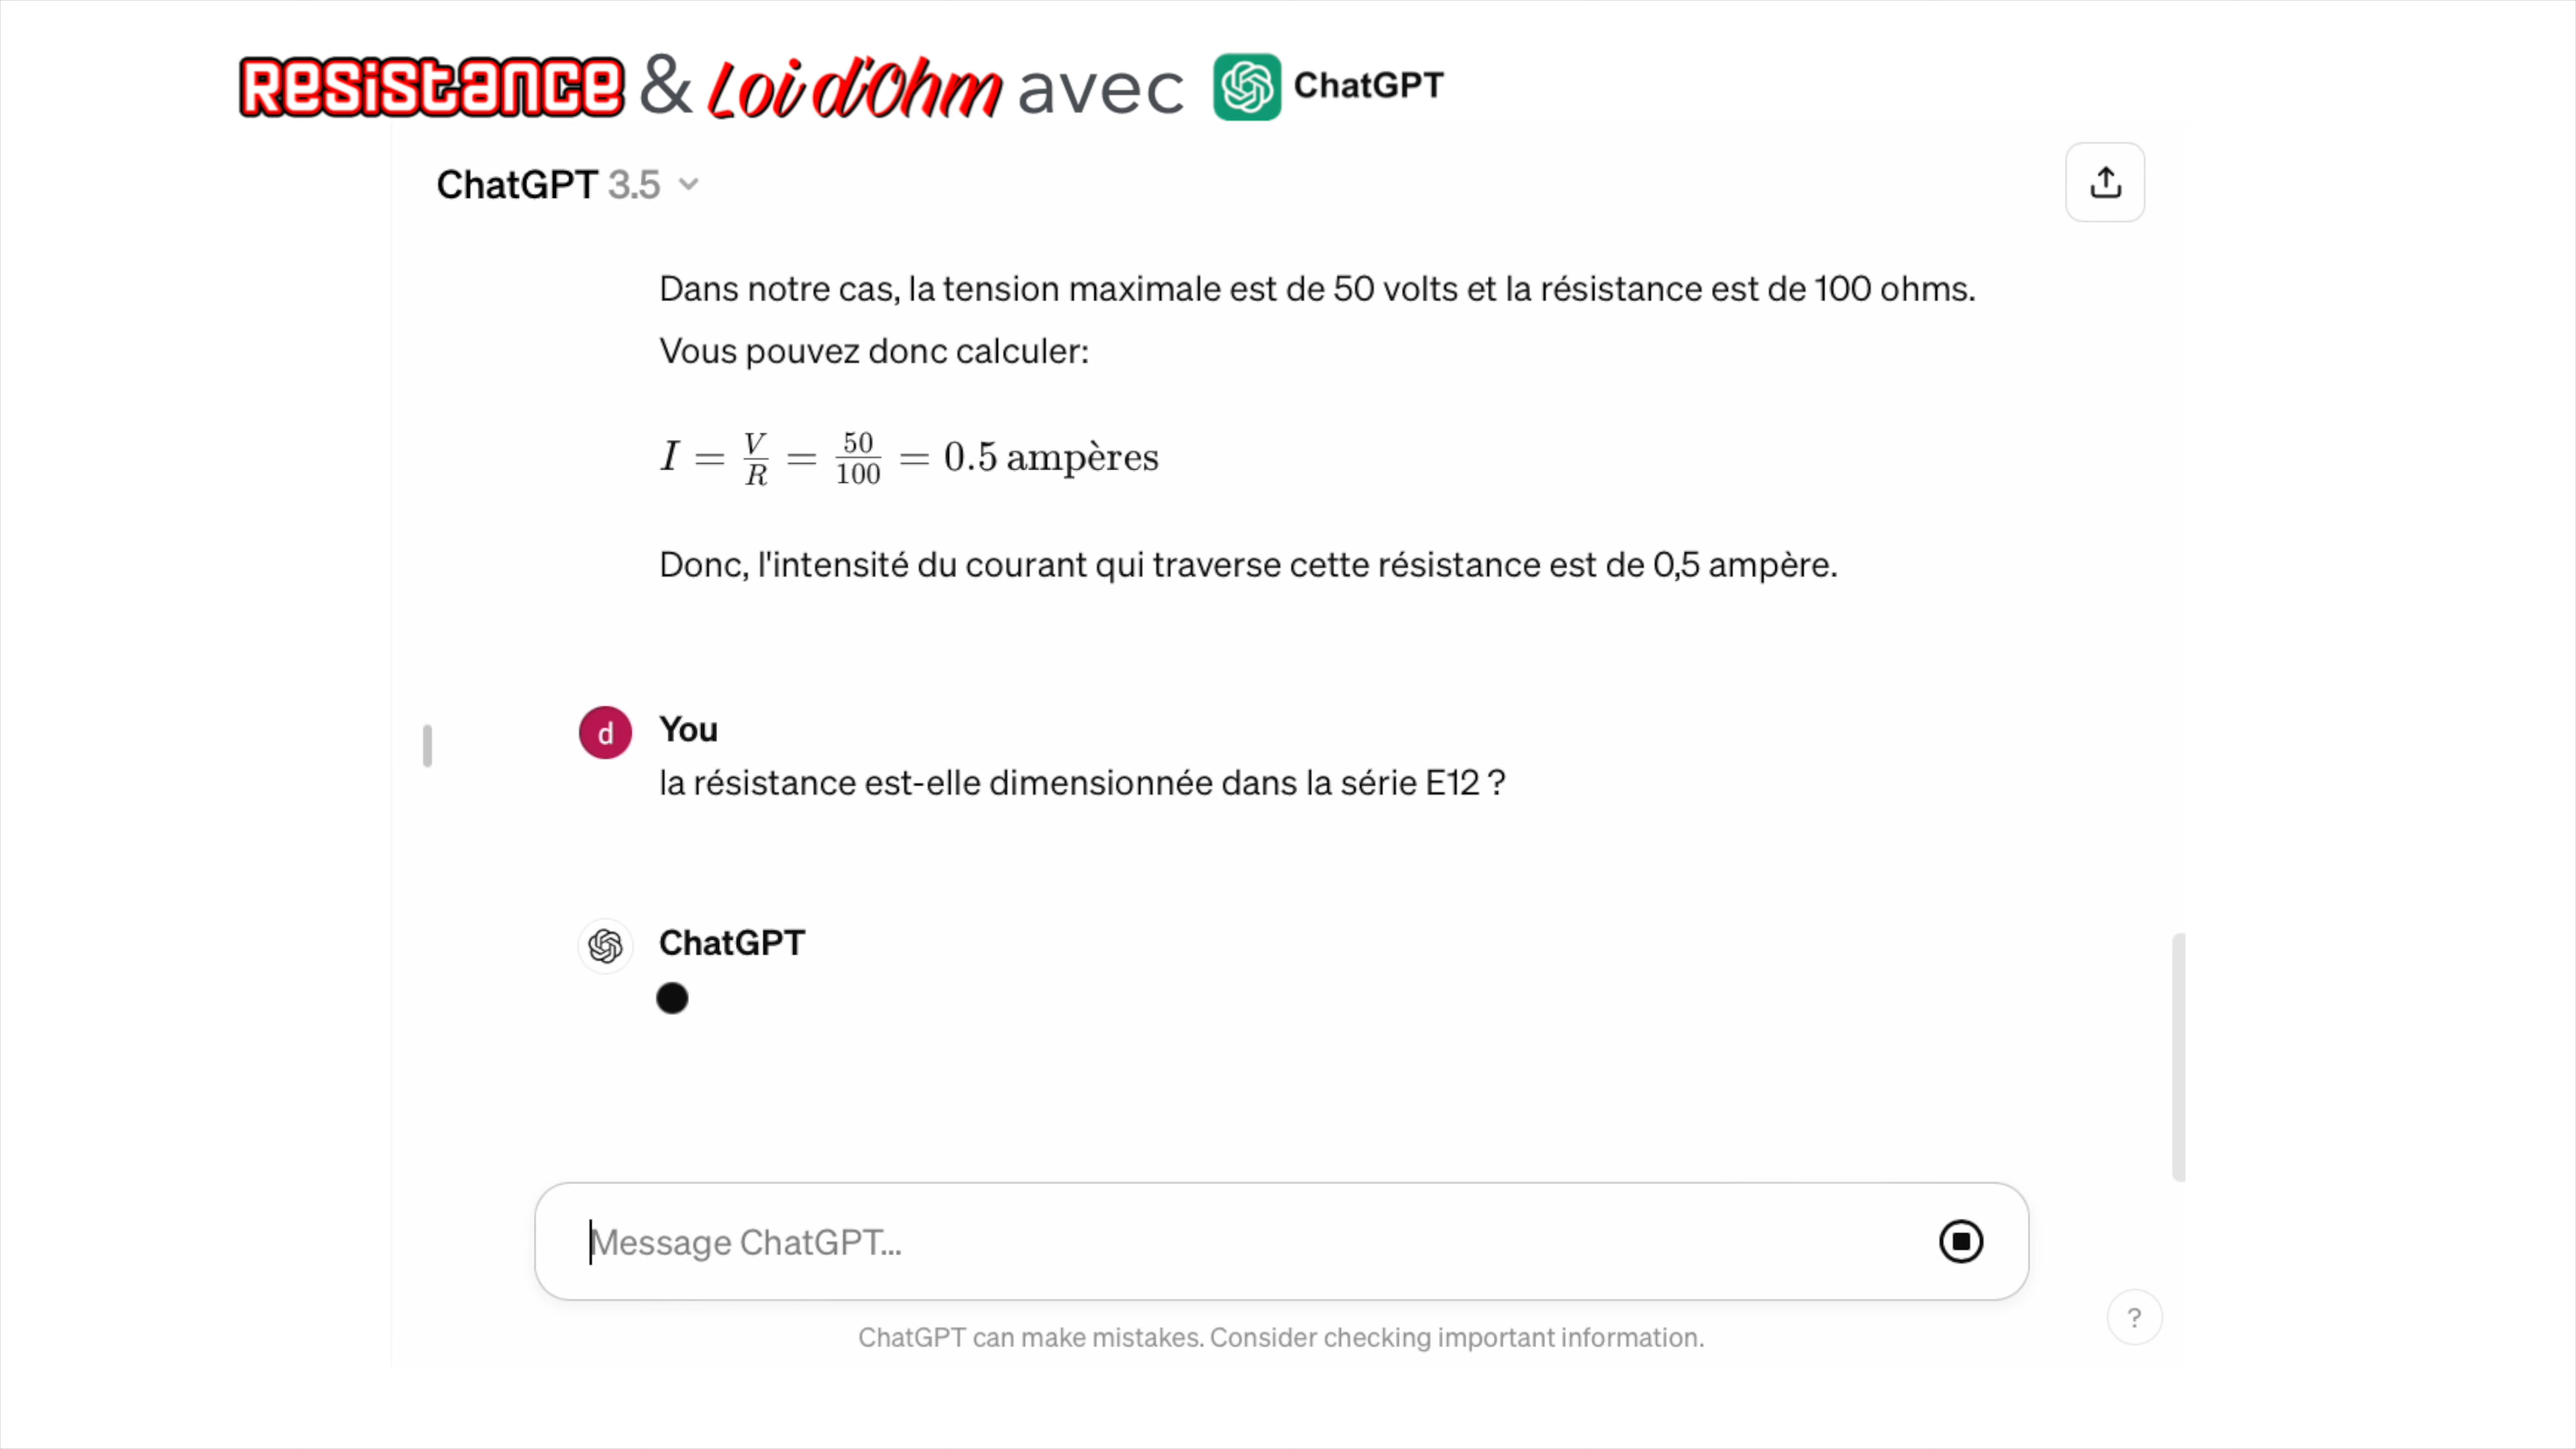 Resistance & Loi d'Ohm avec ChatGPT
ChatGPT 3.5
Dans notre cas, la tension maximale est de 50 volts et la résistance est de 100 ohms.
Vous pouvez donc calculer:
I = V/R = 50/100 = 0.5 ampères
Donc, l'intensité du courant qui traverse cette résistance est de 0,5 ampère.
d You
la résistance est-elle dimensionnée dans la série E12 ?
ChatGPT
Message ChatGPT...
?
ChatGPT can make mistakes. Consider checking important information.